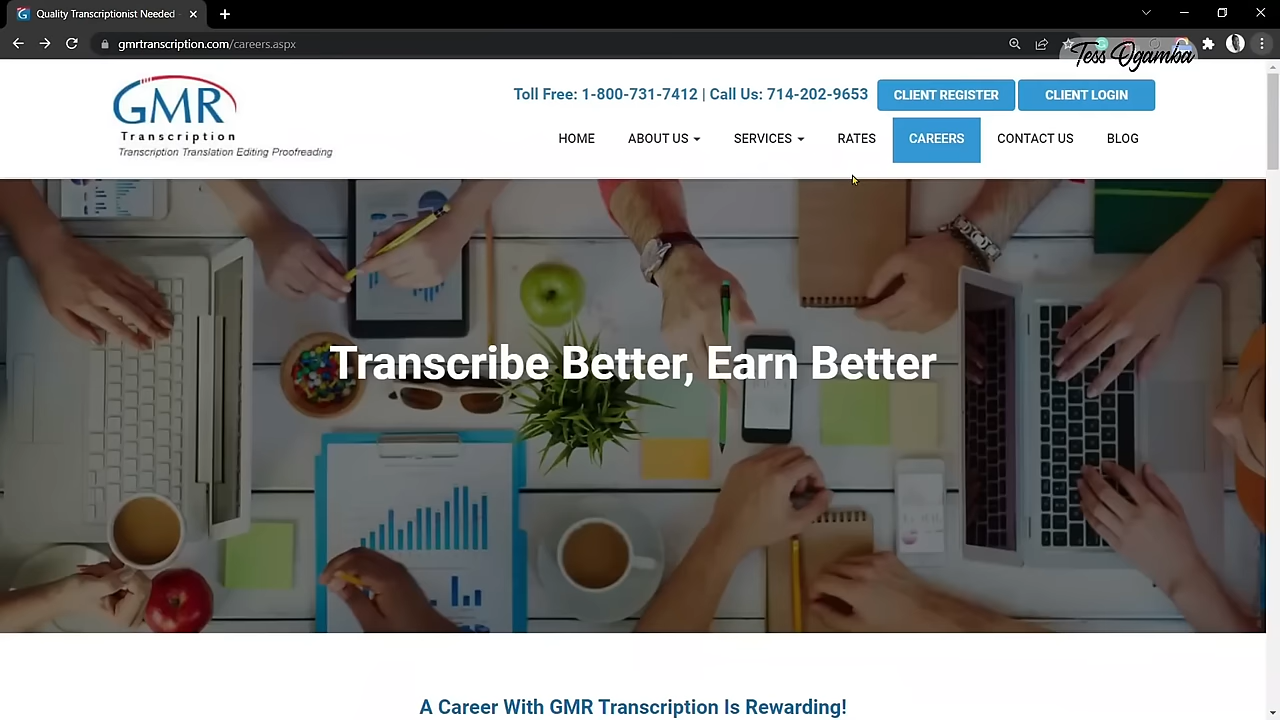 Quality Transcriptionist Needed
gmrtranscription.com/careers.aspx
Tess Ogamba
GMR
Transcription
Transcription Translation Editing Proofreading
Toll Free: 1-800-731-7412 | Call Us: 714-202-9653
CLIENT REGISTER
CLIENT LOGIN
HOME
ABOUT US
SERVICES
RATES
CAREERS
CONTACT US
BLOG
Transcribe Better, Earn Better
A Career With GMR Transcription Is Rewarding!